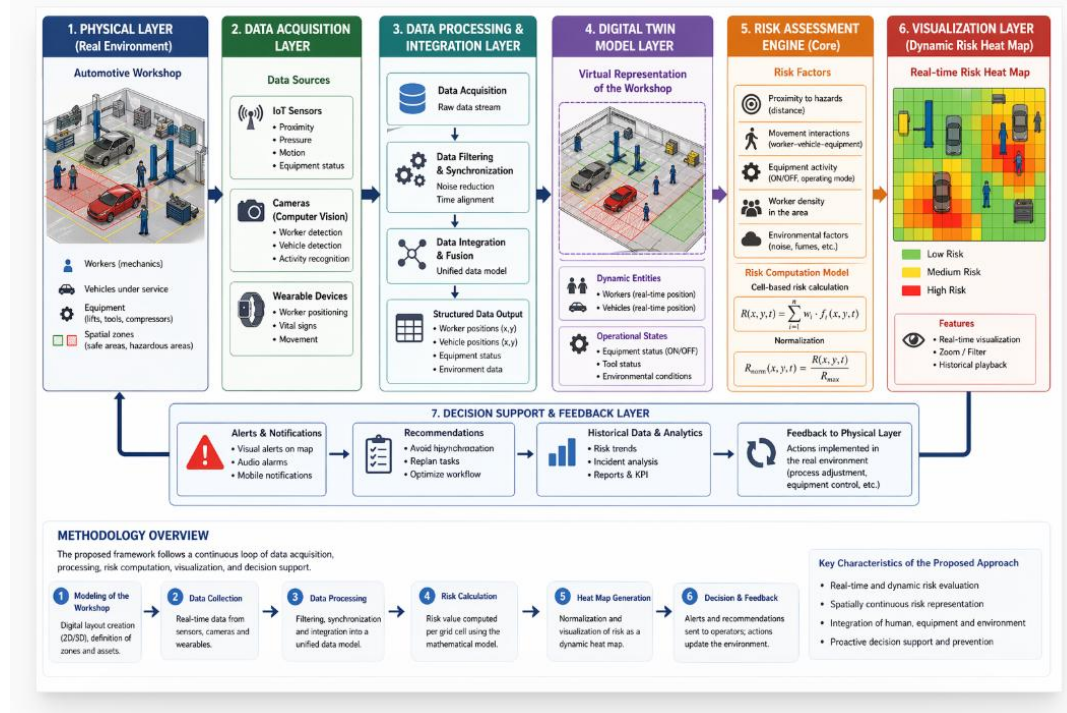 1. PHYSICAL LAYER
(Real Environment)
Automotive Workshop
Workers (mechanics)
Vehicles under service
Equipment
(lifts, tools, compressors)
Spatial zones
(safe areas, hazardous areas)
2. DATA ACQUISITION
LAYER
Data Sources
IoT Sensors
• Proximity
• Pressure
• Motion
• Equipment status
Cameras
(Computer Vision)
• Worker detection
• Vehicle detection
• Activity recognition
Wearable Devices
• Worker positioning
• Vital signs
• Movement
3. DATA PROCESSING &
INTEGRATION LAYER
Data Acquisition
Raw data stream
Data Filtering
& Synchronization
Noise reduction
Time alignment
Data Integration
& Fusion
Unified data model
Structured Data Output
• Worker positions (x,y)
• Vehicle positions (x,y)
• Equipment status
• Environment data
4. DIGITAL TWIN
MODEL LAYER
Virtual Representation
of the Workshop
Dynamic Entities
• Workers (real-time position)
• Vehicles (real-time position)
Operational States
• Equipment status (ON/OFF)
• Tool status
• Environmental conditions
5. RISK ASSESSMENT
ENGINE (Core)
Risk Factors
Proximity to hazards
(distance)
Movement interactions
(worker-vehicle-equipment)
Equipment activity
(ON/OFF, operating mode)
Worker density
in the area
Environmental factors
(noise, fumes, etc.)
Risk Computation Model
Cell-based risk calculation
R(x, y, t) = ∑ᵢ₌₁ⁿ wᵢ · fᵢ(x, y, t)
Normalization
Rₙₒᵣₘ(x, y, t) = R(x, y, t) / Rₘₐₓ
6. VISUALIZATION LAYER
(Dynamic Risk Heat Map)
Real-time Risk Heat Map
Low Risk
Medium Risk
High Risk
Features
• Real-time visualization
• Zoom / Filter
• Historical playback
7. DECISION SUPPORT & FEEDBACK LAYER
Alerts & Notifications
• Visual alerts on map
• Audio alarms
• Mobile notifications
Recommendations
• Avoid
• Replan tasks
• Optimize workflow
Historical Data & Analytics
• Risk trends
• Incident analysis
• Reports & KPI
Feedback to Physical Layer
Actions implemented in
the real environment
(process adjustment,
equipment control, etc.)
METHODOLOGY OVERVIEW
The proposed framework follows a continuous loop of data acquisition,
processing, risk computation, visualization, and decision support.
1 Modeling of the
Workshop
Digital layout creation
(2D/3D), definition of
zones and assets.
2 Data Collection
Real-time data from
sensors, cameras and
wearables.
3 Data Processing
Filtering, synchronization
and integration into a
unified data model.
4 Risk Calculation
Risk value computed
per grid cell using the
mathematical model.
5 Heat Map Generation
Normalization and
visualization of risk as a
dynamic heat map.
6 Decision & Feedback
Alerts and recommendations
sent to operators; actions
update the environment.
Key Characteristics of the Proposed Approach
• Real-time and dynamic risk evaluation
• Spatially continuous risk representation
• Integration of human, equipment and environment
• Proactive decision support and prevention